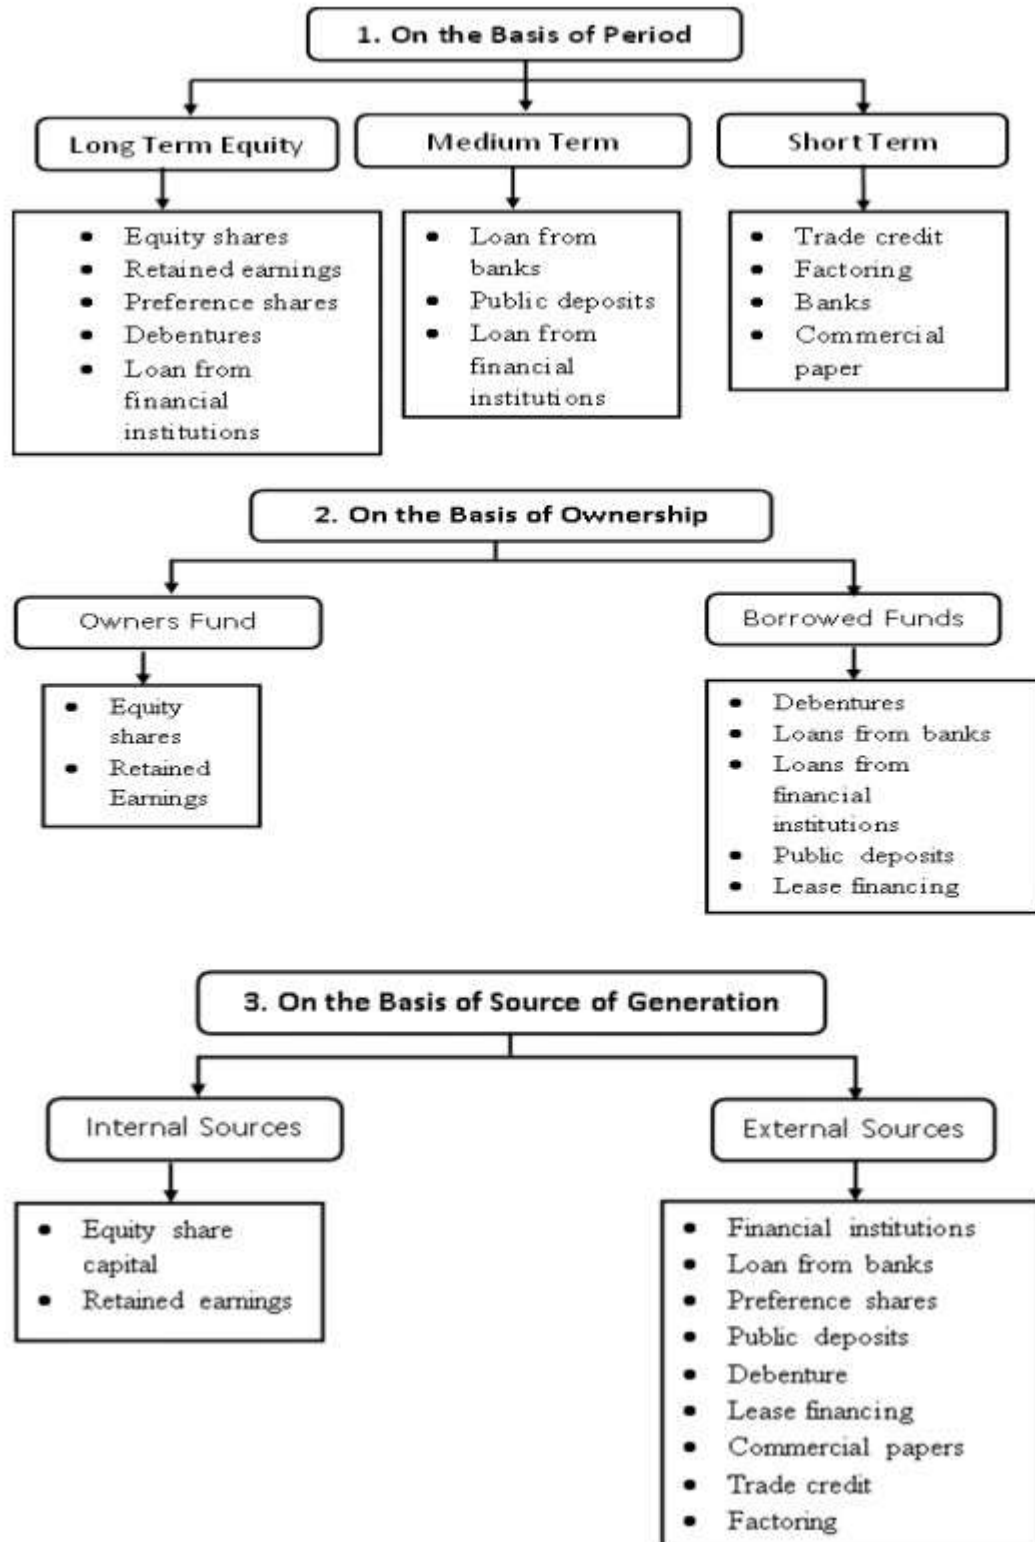 1. On the Basis of Period
Long Term Equity
Medium Term
Short Term
• Equity shares
• Retained earnings
• Preference shares
• Debentures
• Loan from
financial
institutions
• Loan from
banks
• Public deposits
• Loan from
financial
institutions
• Trade credit
• Factoring
• Banks
• Commercial
paper
2. On the Basis of Ownership
Owners Fund
Borrowed Funds
• Equity
shares
• Retained
Earnings
• Debentures
• Loans from banks
• Loans from
financial
institutions
• Public deposits
• Lease financing
3. On the Basis of Source of Generation
Internal Sources
External Sources
• Equity share
capital
• Retained earnings
• Financial institutions
• Loan from banks
• Preference shares
• Public deposits
• Debenture
• Lease financing
• Commercial papers
• Trade credit
• Factoring